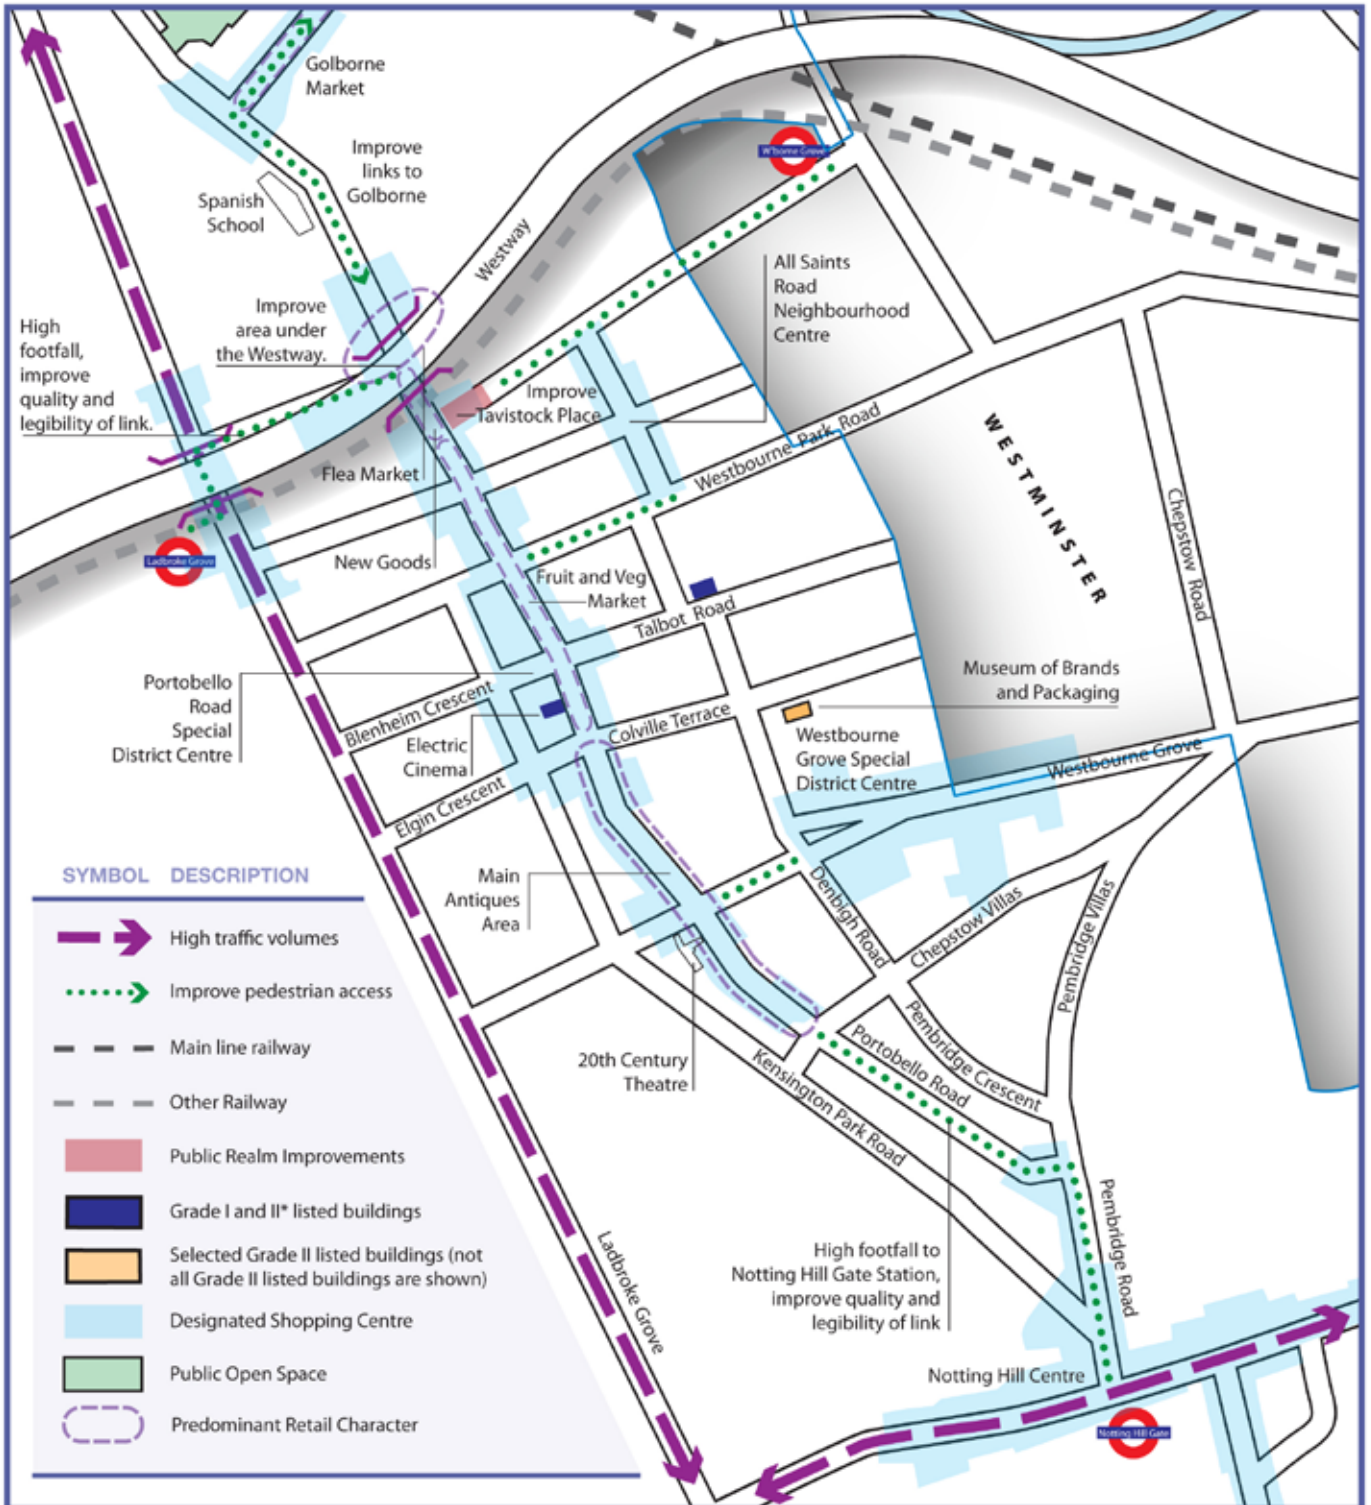 Golborne
Market
Improve
links to
Golborne
Spanish
School
Westway
W'borne Grove
All Saints
Road
Neighbourhood
Centre
Improve
area under
the Westway.
High
footfall,
improve
quality and
legibility of link.
Improve
Tavistock Place
Westbourne Park Road
WESTMINSTER
Chepstow Road
Flea Market
Ladbroke Grove
New Goods
Fruit and Veg
Market
Talbot Road
Museum of Brands
and Packaging
Portobello
Road
Special
District Centre
Blenheim Crescent
Electric
Cinema
Colville Terrace
Westbourne
Grove Special
District Centre
Westbourne Grove
Elgin Crescent
Main
Antiques
Area
Denbigh Road
Chepstow Villas
Pembridge Villas
20th Century
Theatre
Kensington Park Road
Portobello Road
Pembridge Crescent
Pembridge Road
High footfall to
Notting Hill Gate Station,
improve quality and
legibility of link
Ladbroke Grove
Notting Hill Centre
Notting Hill Gate
SYMBOL DESCRIPTION
High traffic volumes
Improve pedestrian access
Main line railway
Other Railway
Public Realm Improvements
Grade I and II* listed buildings
Selected Grade II listed buildings (not
all Grade II listed buildings are shown)
Designated Shopping Centre
Public Open Space
Predominant Retail Character